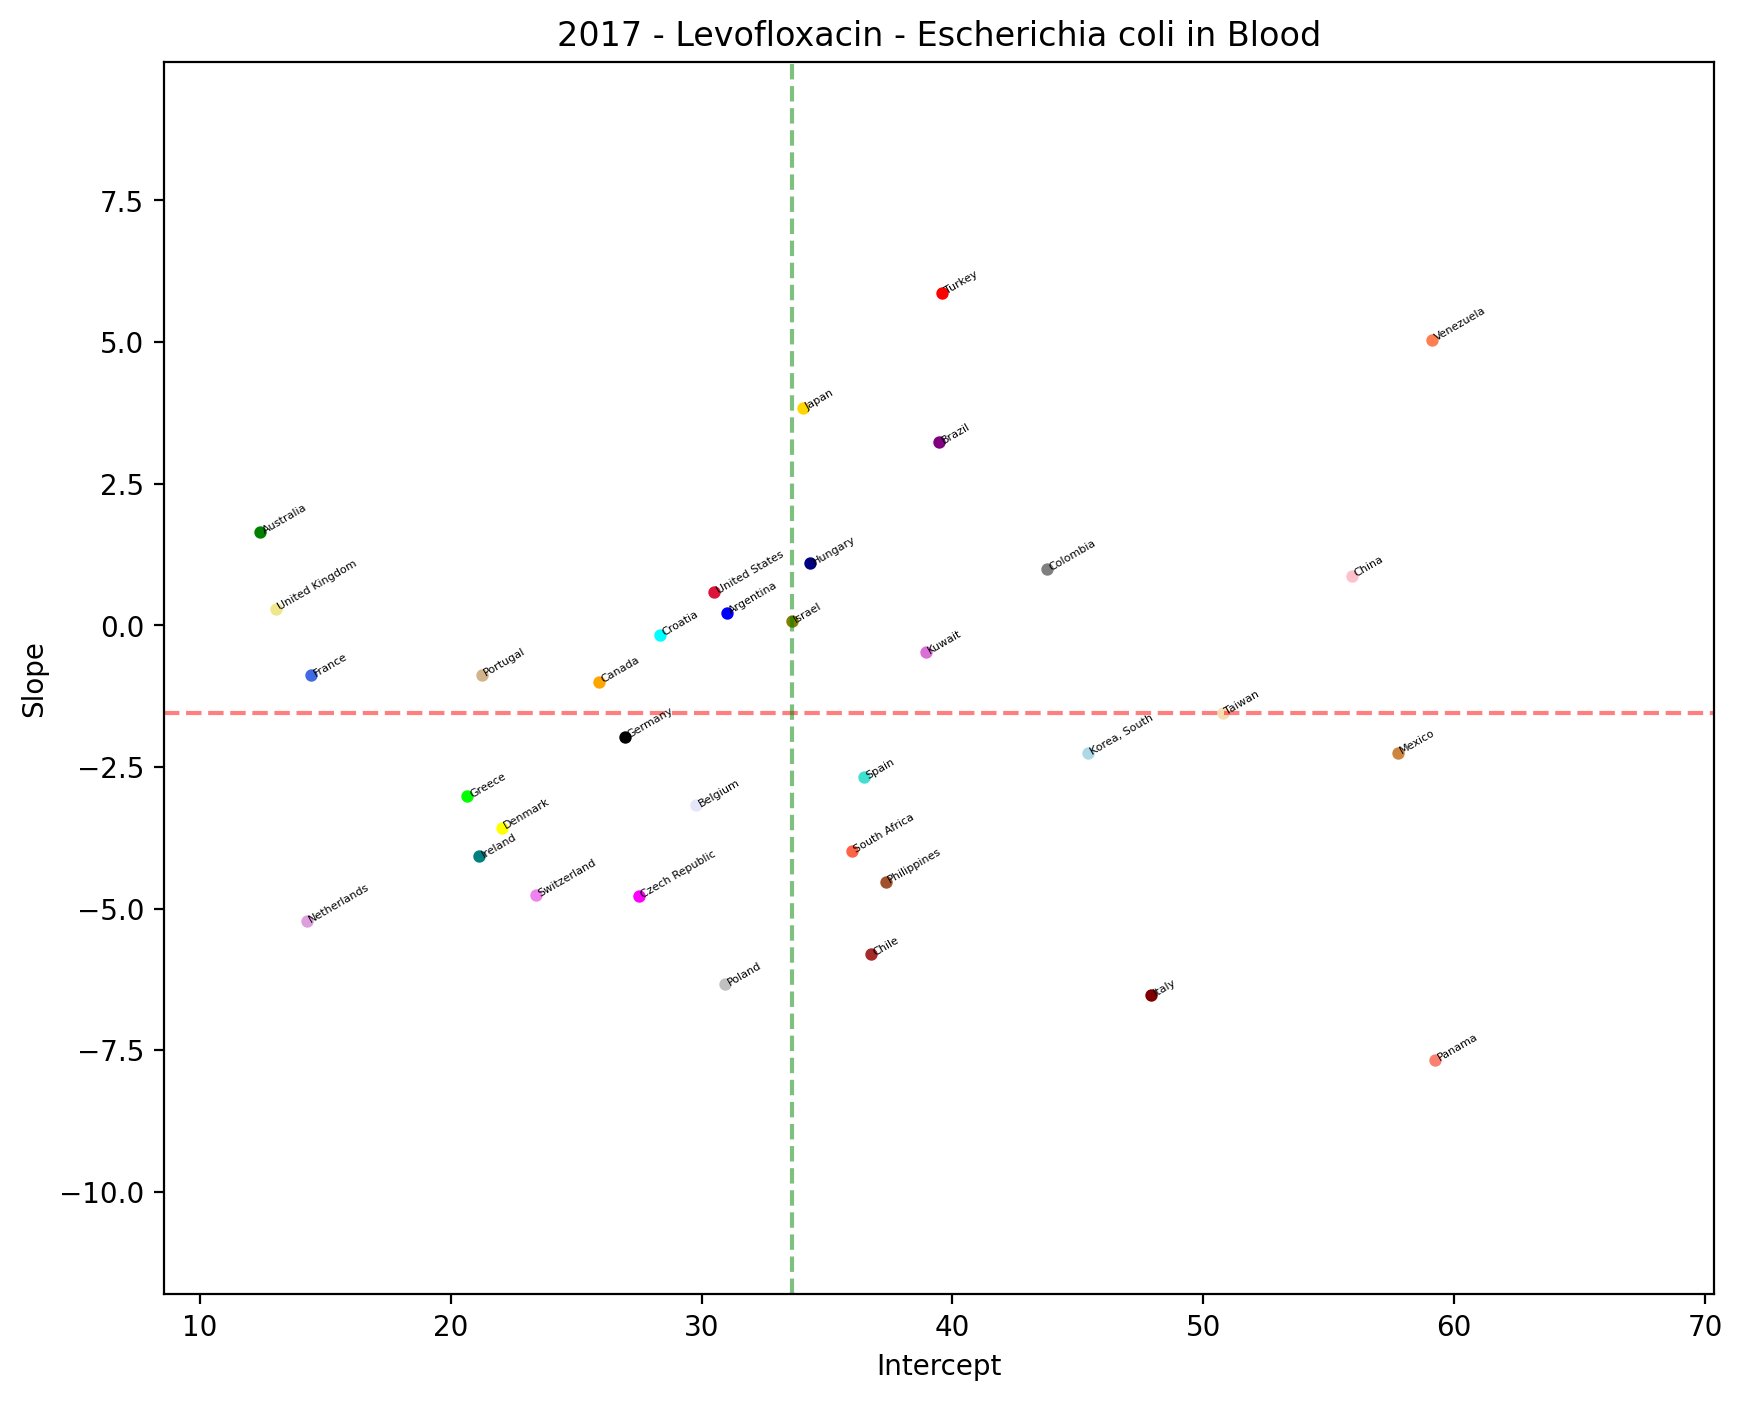 2017 - Levofloxacin - Escherichia coli in Blood
7.5
5.0
2.5
0.0
−2.5
−5.0
−7.5
−10.0
Slope
Turkey
Venezuela
Japan
Brazil
Australia
United Kingdom
United States
Hungary
Colombia
China
Argentina
Israel
Croatia
Kuwait
France
Portugal
Canada
Taiwan
Germany
Korea, South
Mexico
Spain
Greece
Belgium
Denmark
Ireland
South Africa
Philippines
Switzerland
Czech Republic
Netherlands
Chile
Poland
Italy
Panama
10
20
30
40
50
60
70
Intercept